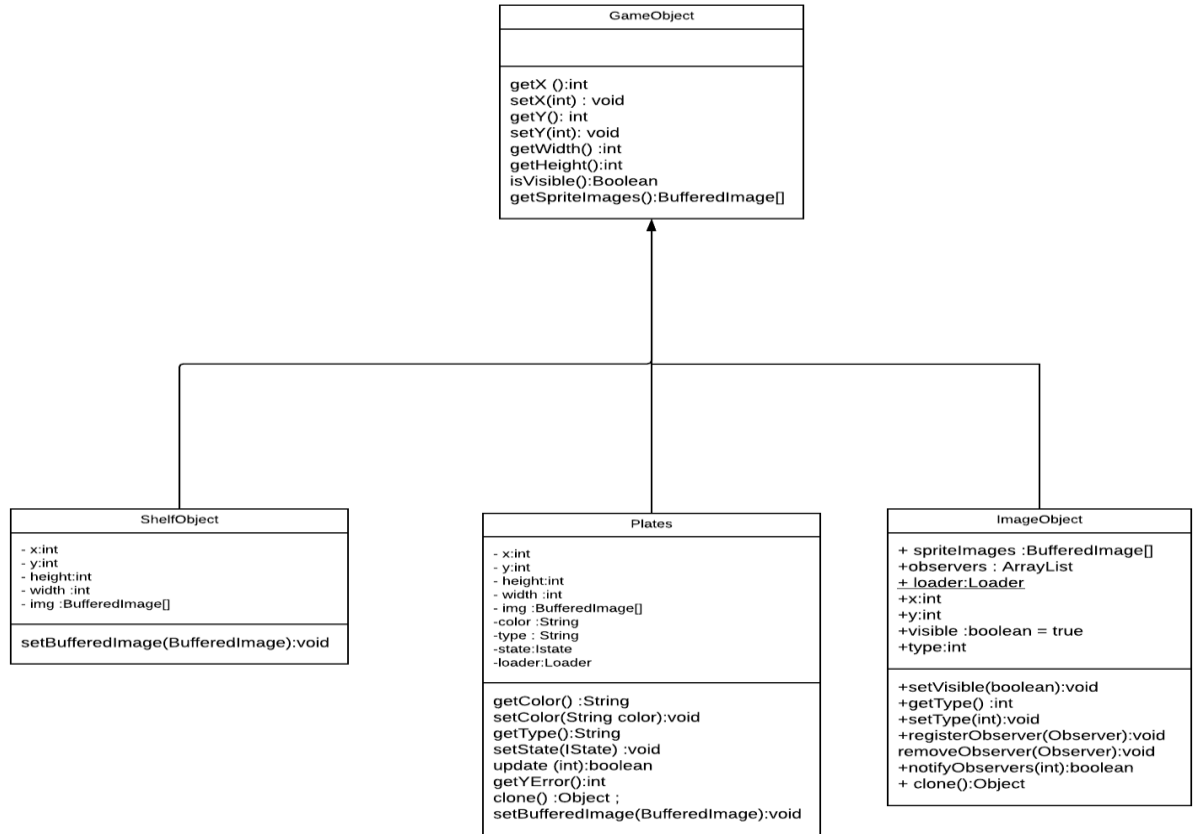 GameObject
getX ():int
setX(int) : void
getY(): int
setY(int): void
getWidth() :int
getHeight():int
isVisible():Boolean
getSpriteImages():BufferedImage[]
ShelfObject
- x:int
- y:int
- height:int
- width :int
- img :BufferedImage[]
setBufferedImage(BufferedImage):void
Plates
- x:int
- y:int
- height:int
- width :int
- img :BufferedImage[]
-color :String
-type : String
-state:Istate
-loader:Loader
getColor() :String
setColor(String color):void
getType():String
setState(IState) :void
update (int):boolean
getYError():int
clone() :Object ;
setBufferedImage(BufferedImage):void
ImageObject
+ spriteImages :BufferedImage[]
+observers : ArrayList
+ loader:Loader
+x:int
+y:int
+visible :boolean = true
+type:int
+setVisible(boolean):void
+getType() :int
+setType(int):void
+registerObserver(Observer):void
removeObserver(Observer):void
+notifyObservers(int):boolean
+ clone():Object